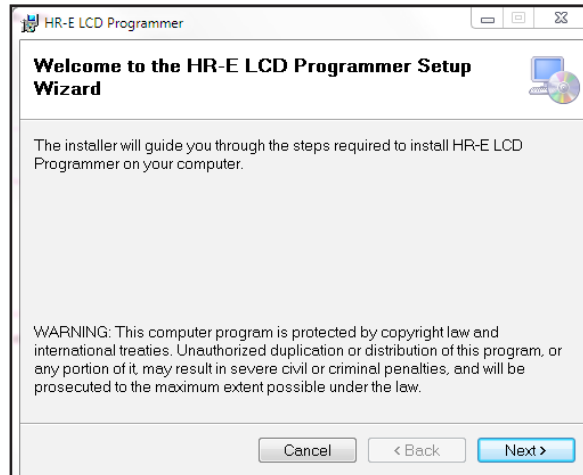 HR-E LCD Programmer
Welcome to the HR-E LCD Programmer Setup
Wizard
The installer will guide you through the steps required to install HR-E LCD
Programmer on your computer.
WARNING: This computer program is protected by copyright law and
international treaties. Unauthorized duplication or distribution of this program, or
any portion of it, may result in severe civil or criminal penalties, and will be
prosecuted to the maximum extent possible under the law.
Cancel < Back Next >